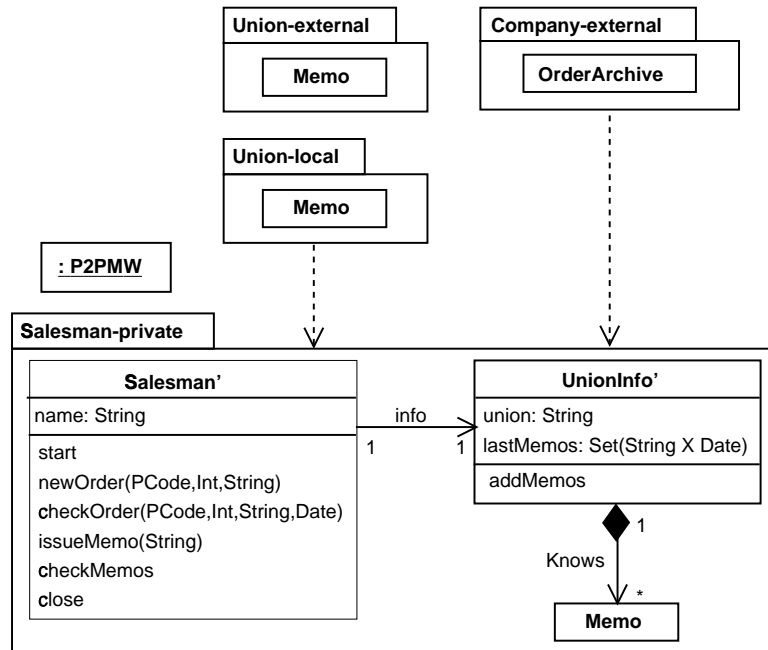 Union-external
Memo
Company-external
OrderArchive
Union-local
Memo
: P2PMW
Salesman-private
Salesman’
name: String
start
newOrder(PCode,Int,String)
checkOrder(PCode,Int,String,Date)
issueMemo(String)
checkMemos
close
info
1
1
UnionInfo’
union: String
lastMemos: Set(String X Date)
addMemos
1
Knows
*
Memo